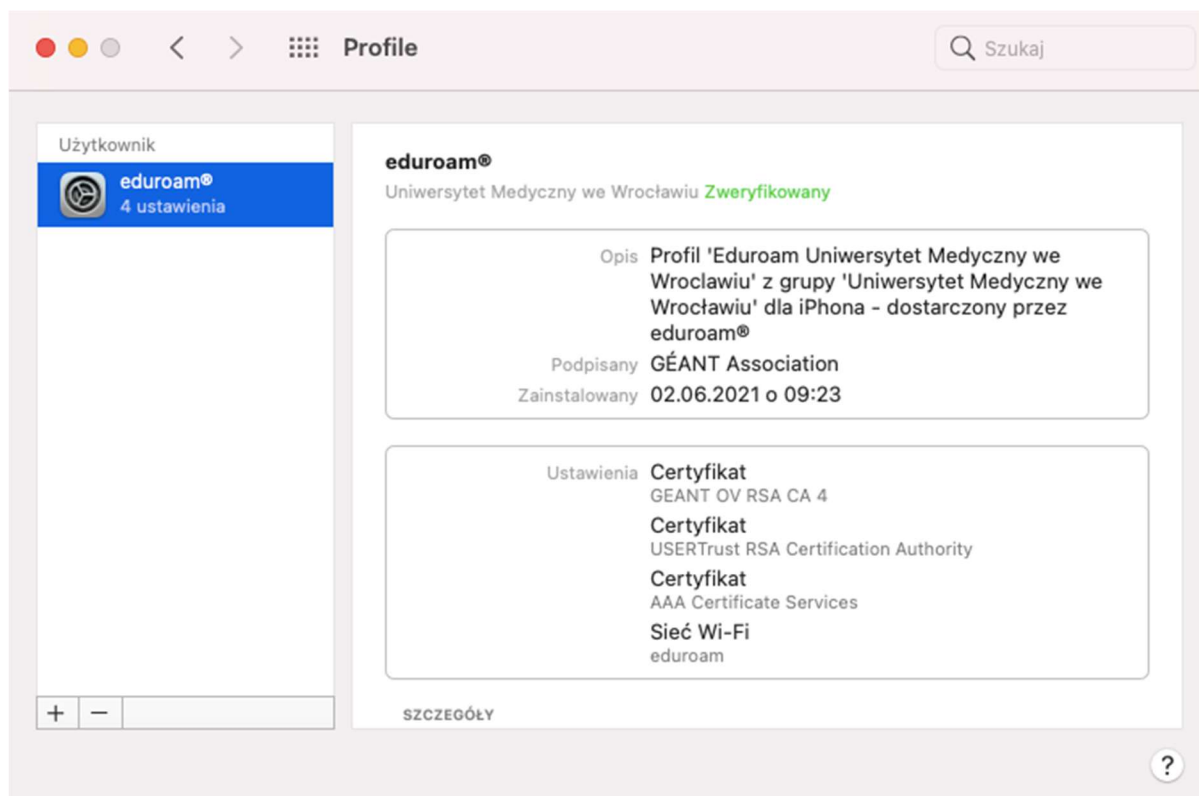 Profile
Szukaj
Użytkownik
eduroam®
4 ustawienia
eduroam®
Uniwersytet Medyczny we Wrocławiu Zweryfikowany
Opis Profil 'Eduroam Uniwersytet Medyczny we
Wroclawiu' z grupy 'Uniwersytet Medyczny we
Wrocławiu' dla iPhona - dostarczony przez
eduroam®
Podpisany GÉANT Association
Zainstalowany 02.06.2021 o 09:23
Ustawienia Certyfikat
GEANT OV RSA CA 4
Certyfikat
USERTrust RSA Certification Authority
Certyfikat
AAA Certificate Services
Sieć Wi-Fi
eduroam
SZCZEGÓŁY
+ −
?